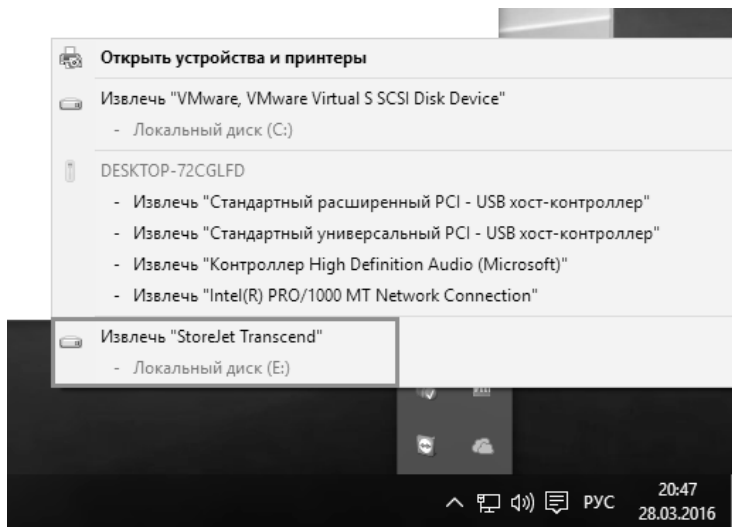 Открыть устройства и принтеры
Извлечь "VMware, VMware Virtual S SCSI Disk Device"
- Локальный диск (C:)
DESKTOP-72CGLFD
- Извлечь "Стандартный расширенный PCI - USB хост-контроллер"
- Извлечь "Стандартный универсальный PCI - USB хост-контроллер"
- Извлечь "Контроллер High Definition Audio (Microsoft)"
- Извлечь "Intel(R) PRO/1000 MT Network Connection"
Извлечь "StoreJet Transcend"
- Локальный диск (E:)
РУС
20:47
28.03.2016